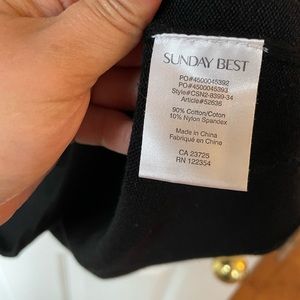 SUNDAY BEST
PO#4500045392
PO#4500045393
Style#CSN2-8399-34
Article#52636
90% Cotton/Coton
10% Nylon Spandex
Made in China
Fabriqué en Chine
CA 23725
RN 122354